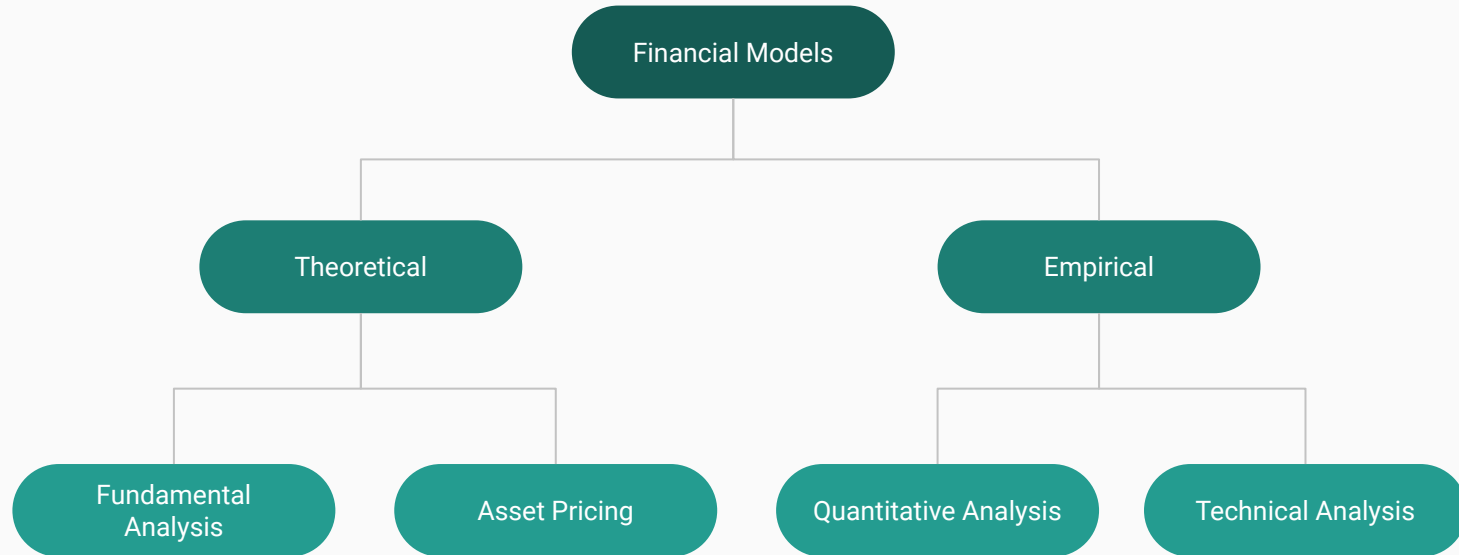 Financial Models
Theoretical
Empirical
Fundamental
Analysis
Asset Pricing
Quantitative Analysis
Technical Analysis